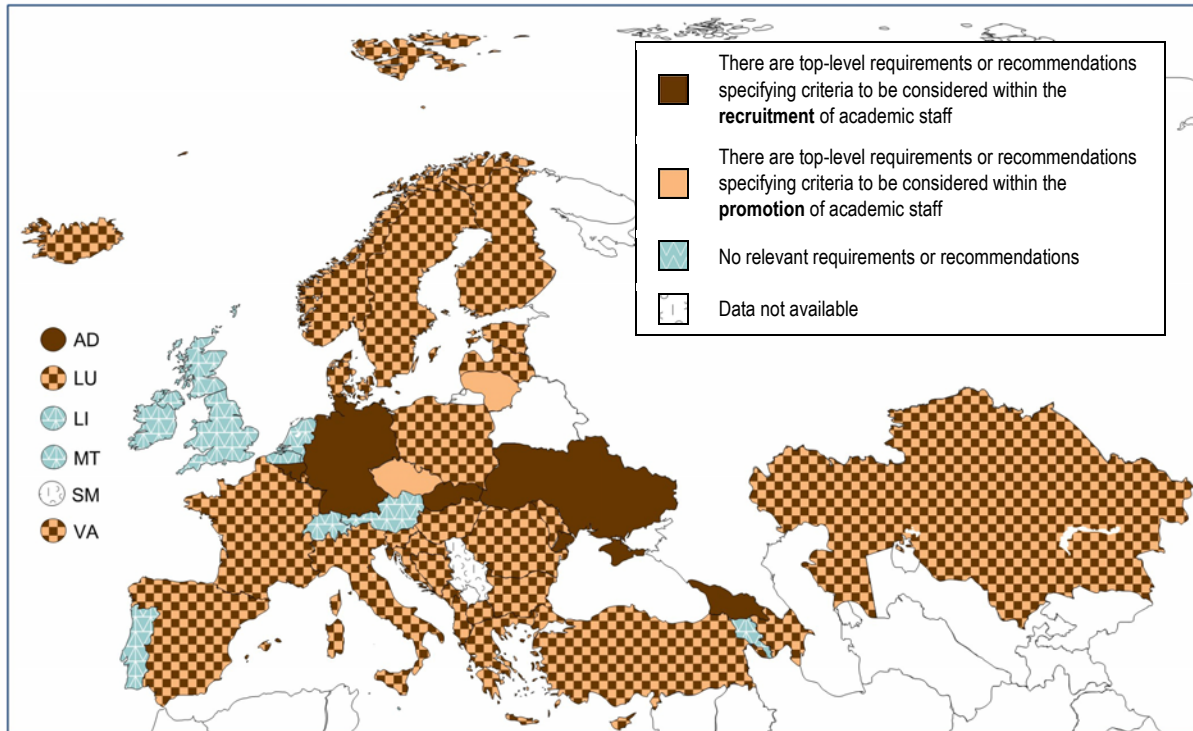 There are top-level requirements or recommendations
specifying criteria to be considered within the
recruitment of academic staff
There are top-level requirements or recommendations
specifying criteria to be considered within the
promotion of academic staff
No relevant requirements or recommendations
Data not available
AD
LU
LI
MT
SM
VA